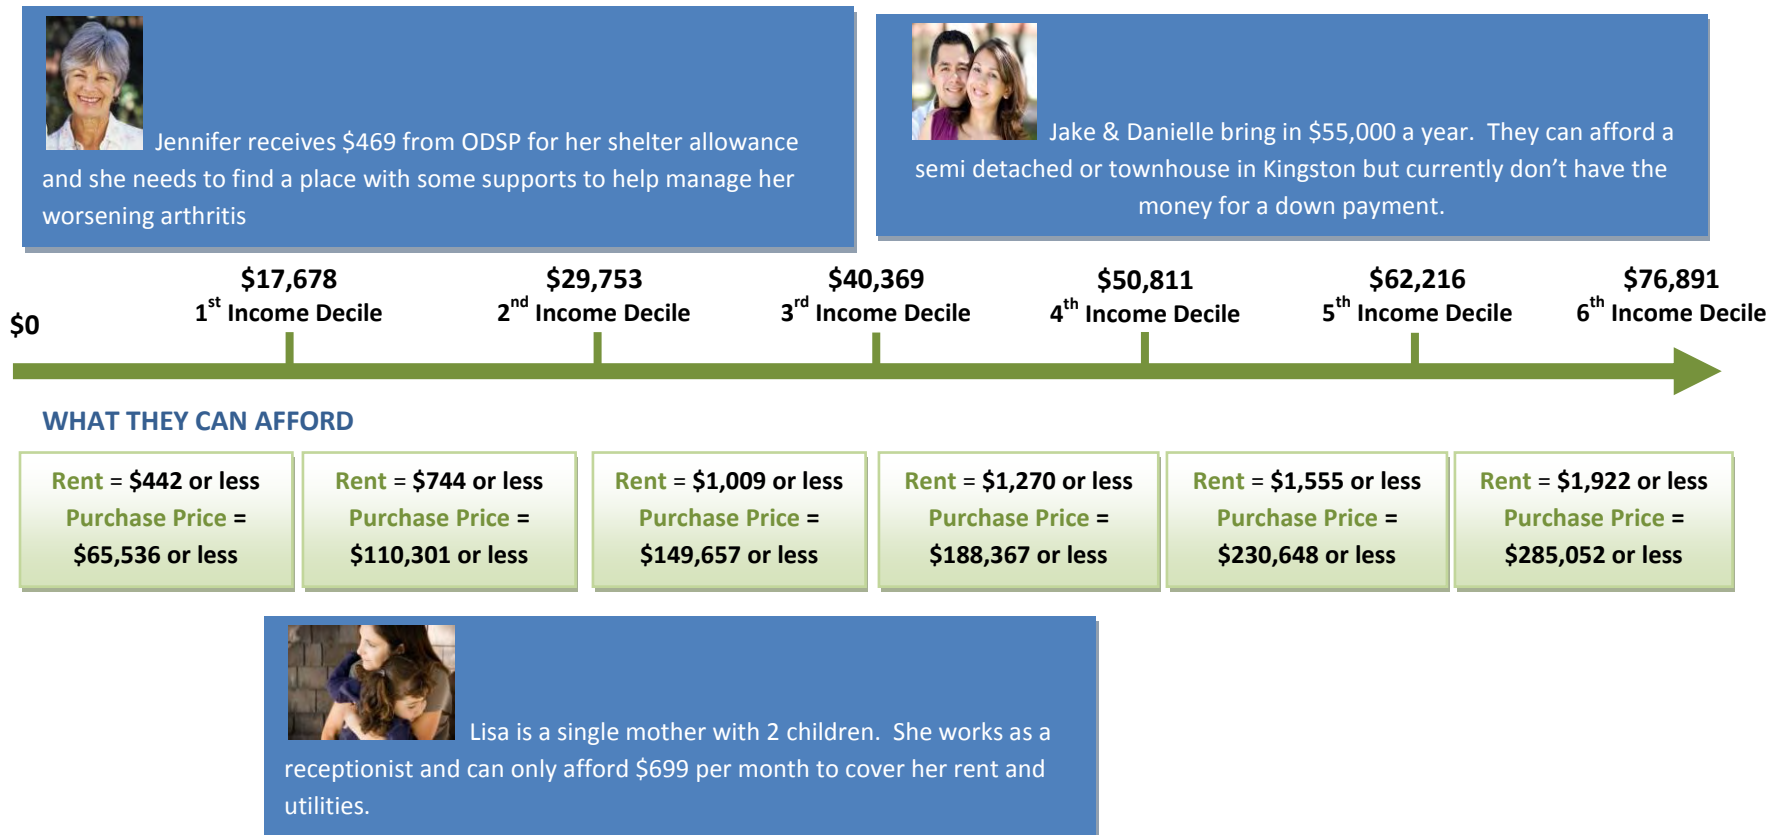 Jennifer receives $469 from ODSP for her shelter allowance
and she needs to find a place with some supports to help manage her
worsening arthritis
Jake & Danielle bring in $55,000 a year.  They can afford a
semi detached or townhouse in Kingston but currently don’t have the
money for a down payment.
$0
$17,678
1st Income Decile
$29,753
2nd Income Decile
$40,369
3rd Income Decile
$50,811
4th Income Decile
$62,216
5th Income Decile
$76,891
6th Income Decile
WHAT THEY CAN AFFORD
Rent = $442 or less
Purchase Price =
$65,536 or less
Rent = $744 or less
Purchase Price =
$110,301 or less
Rent = $1,009 or less
Purchase Price =
$149,657 or less
Rent = $1,270 or less
Purchase Price =
$188,367 or less
Rent = $1,555 or less
Purchase Price =
$230,648 or less
Rent = $1,922 or less
Purchase Price =
$285,052 or less
Lisa is a single mother with 2 children.  She works as a
receptionist and can only afford $699 per month to cover her rent and
utilities.